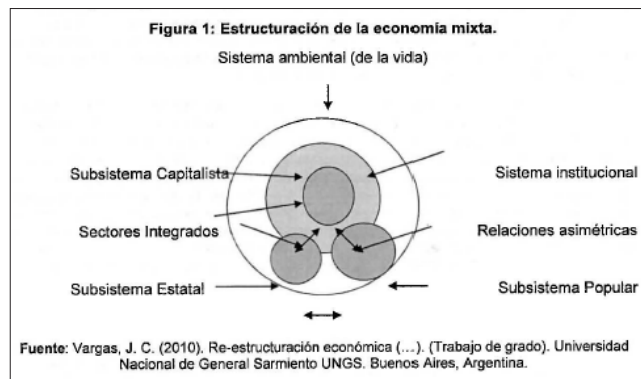 Figura 1: Estructuración de la economía mixta.
Sistema ambiental (de la vida)
Subsistema Capitalista
Sistema institucional
Sectores Integrados
Relaciones asimétricas
Subsistema Estatal
Subsistema Popular
Fuente: Vargas, J. C. (2010). Re-estructuración económica (...). (Trabajo de grado). Universidad
Nacional de General Sarmiento UNGS. Buenos Aires, Argentina.